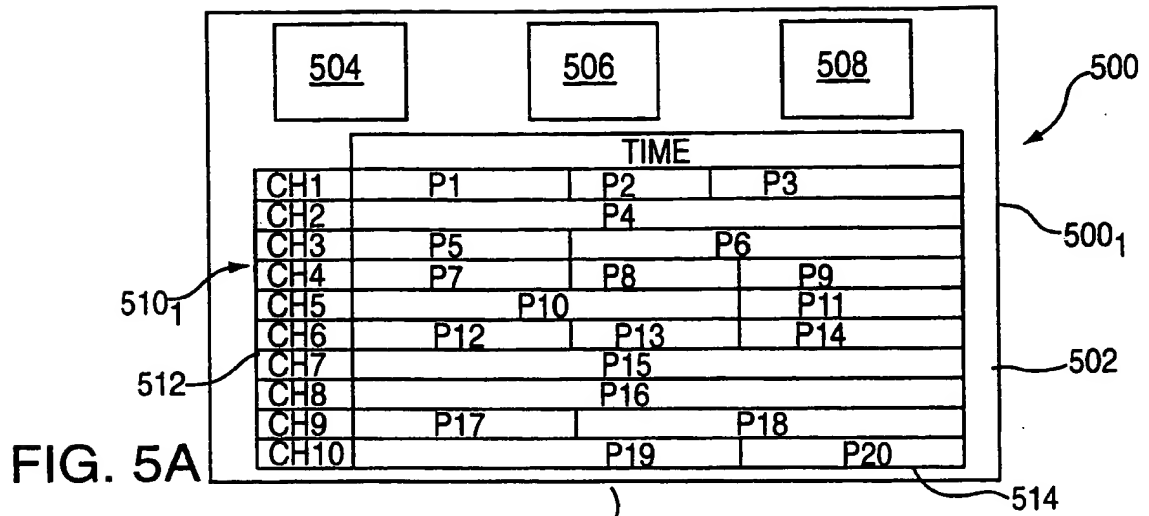 504 506 508
500
TIME
CH1 P1 P2 P3
CH2 P4
500₁
CH3 P5 P6
CH4 P7 P8 P9
510₁
CH5 P10 P11
CH6 P12 P13 P14
CH7 P15
502
512
CH8 P16
CH9 P17 P18
CH10 P19 P20
FIG. 5A
514